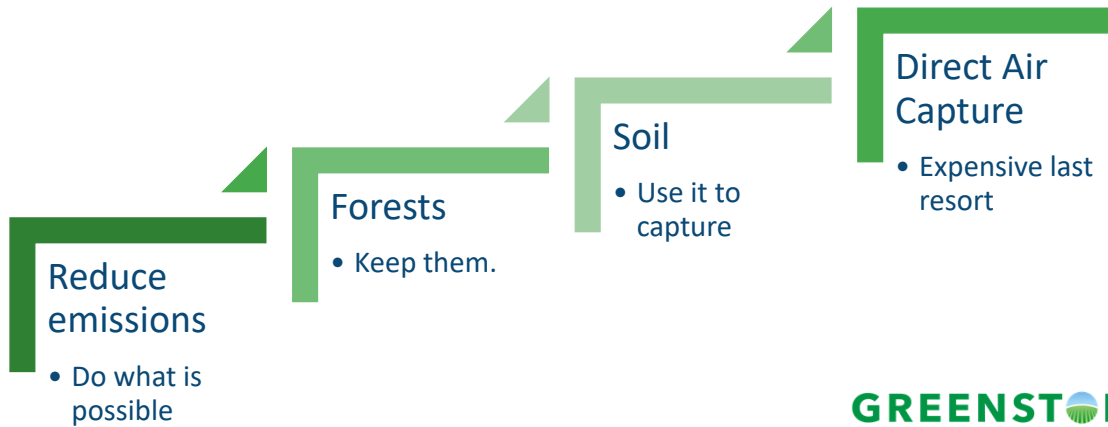 Reduce
emissions
• Do what is
possible
Forests
• Keep them.
Soil
• Use it to
capture
Direct Air
Capture
• Expensive last
resort